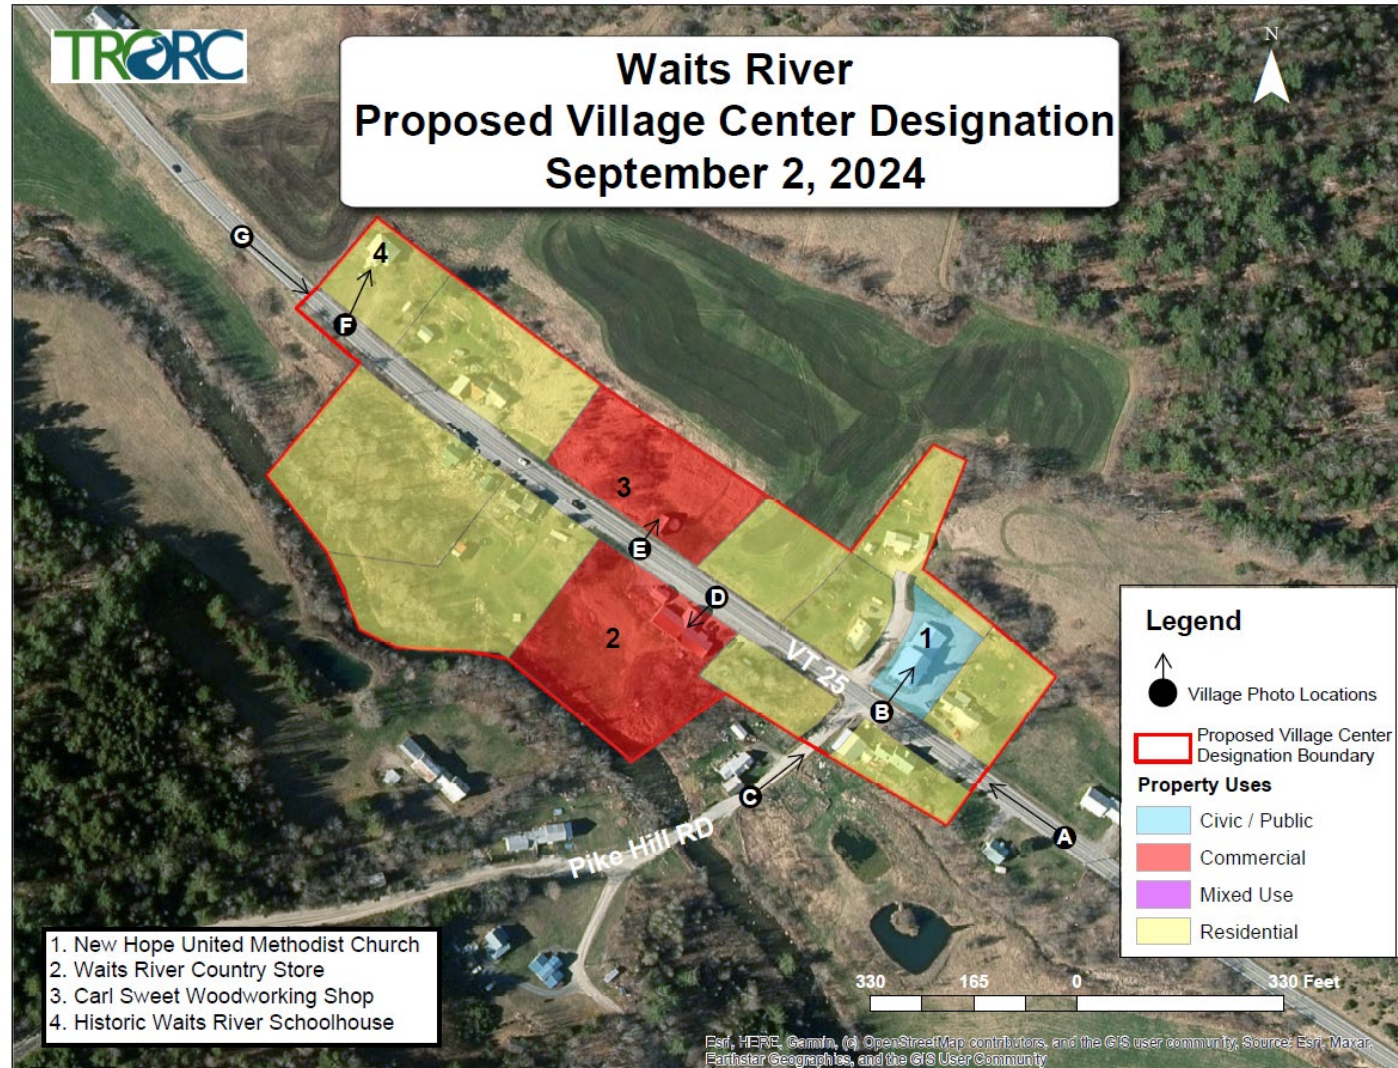 TRORC
Waits River
Proposed Village Center Designation
September 2, 2024
N
G
4
F
3
E
D
2
1
VT 25
B
C
A
Pike Hill RD
Legend
Village Photo Locations
Proposed Village Center
Designation Boundary
Property Uses
Civic / Public
Commercial
Mixed Use
Residential
1. New Hope United Methodist Church
2. Waits River Country Store
3. Carl Sweet Woodworking Shop
4. Historic Waits River Schoolhouse
330 165 0 330 Feet
Esri, HERE, Garmin, (c) OpenStreetMap contributors, and the GIS user community, Source: Esri, Maxar,
Earthstar Geographics, and the GIS User Community